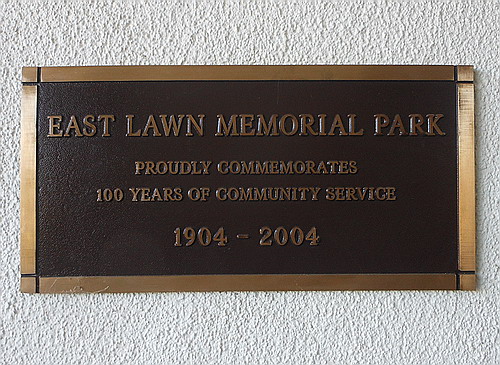 EAST LAWN MEMORIAL PARK
PROUDLY COMMEMORATES
100 YEARS OF COMMUNITY SERVICE
1904 - 2004